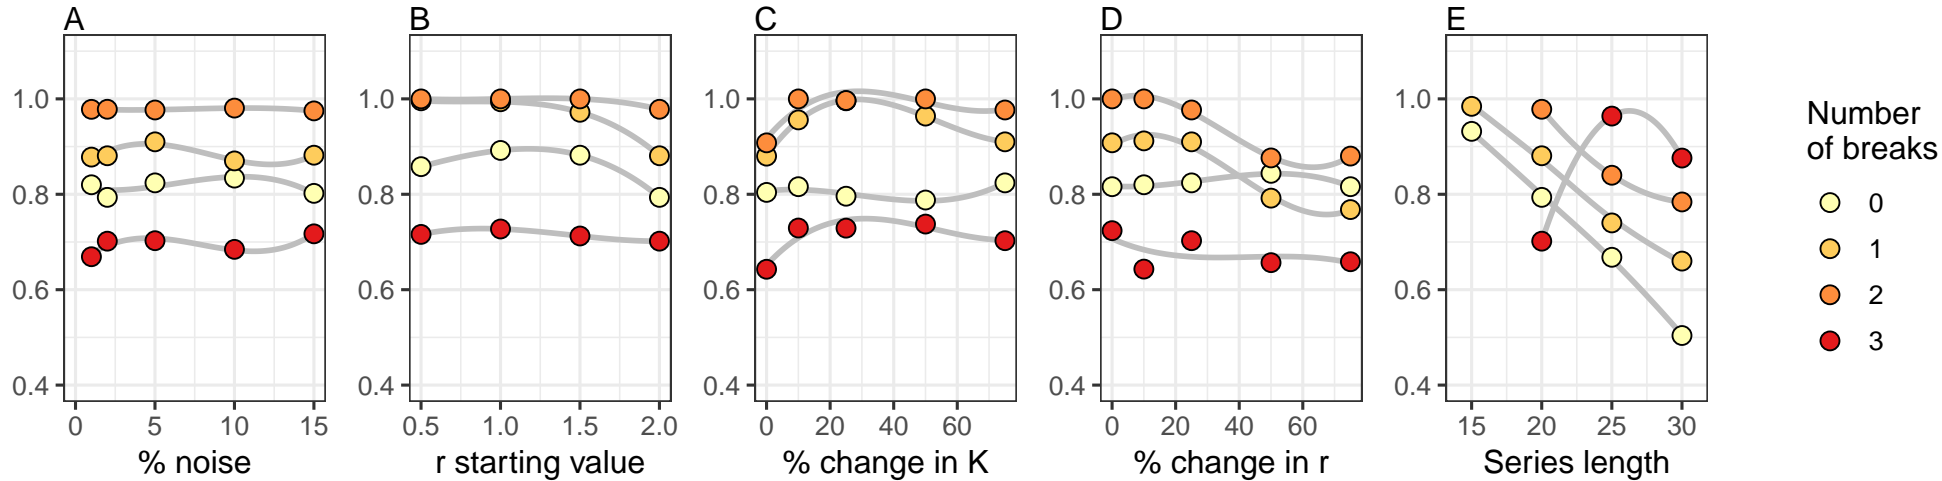 A
1.0
0.8
0.6
0.4
0 5 10 15
% noise
B
1.0
0.8
0.6
0.4
0.5 1.0 1.5 2.0
r starting value
C
1.0
0.8
0.6
0.4
0 20 40 60
% change in K
D
1.0
0.8
0.6
0.4
0 20 40 60
% change in r
E
1.0
0.8
0.6
0.4
15 20 25 30
Series length
Number
of breaks
0
1
2
3